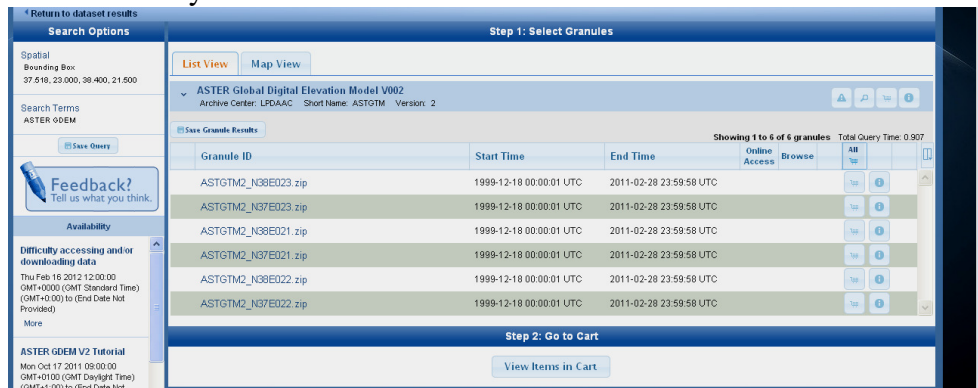 Return to dataset results
Search Options
Spatial
Bounding Box
37.518, 23.000, 38.400, 21.500
Search Terms
ASTER GDEM
Save Query
Feedback?
Tell us what you think.
Availability
Difficulty accessing and/or
downloading data
Thu Feb 16 2012 12:00:00
GMT+0000 (GMT Standard Time)
(GMT+0:00) to (End Date Not
Provided)
More
ASTER GDEM V2 Tutorial
Mon Oct 17 2011 09:00:00
GMT+0100 (GMT Daylight Time)
(GMT+1:00) to (End Date Not
Step 1: Select Granules
List View Map View
ASTER Global Digital Elevation Model V002
Archive Center: LPDAAC Short Name: ASTGTM Version: 2
Save Granule Results
Showing 1 to 6 of 6 granules Total Query Time: 0.907
Granule ID Start Time End Time Online Access Browse All
ASTGTM2_N38E023.zip 1999-12-18 00:00:01 UTC 2011-02-28 23:59:58 UTC
ASTGTM2_N37E023.zip 1999-12-18 00:00:01 UTC 2011-02-28 23:59:58 UTC
ASTGTM2_N38E021.zip 1999-12-18 00:00:01 UTC 2011-02-28 23:59:58 UTC
ASTGTM2_N37E021.zip 1999-12-18 00:00:01 UTC 2011-02-28 23:59:58 UTC
ASTGTM2_N38E022.zip 1999-12-18 00:00:01 UTC 2011-02-28 23:59:58 UTC
ASTGTM2_N37E022.zip 1999-12-18 00:00:01 UTC 2011-02-28 23:59:58 UTC
Step 2: Go to Cart
View Items in Cart